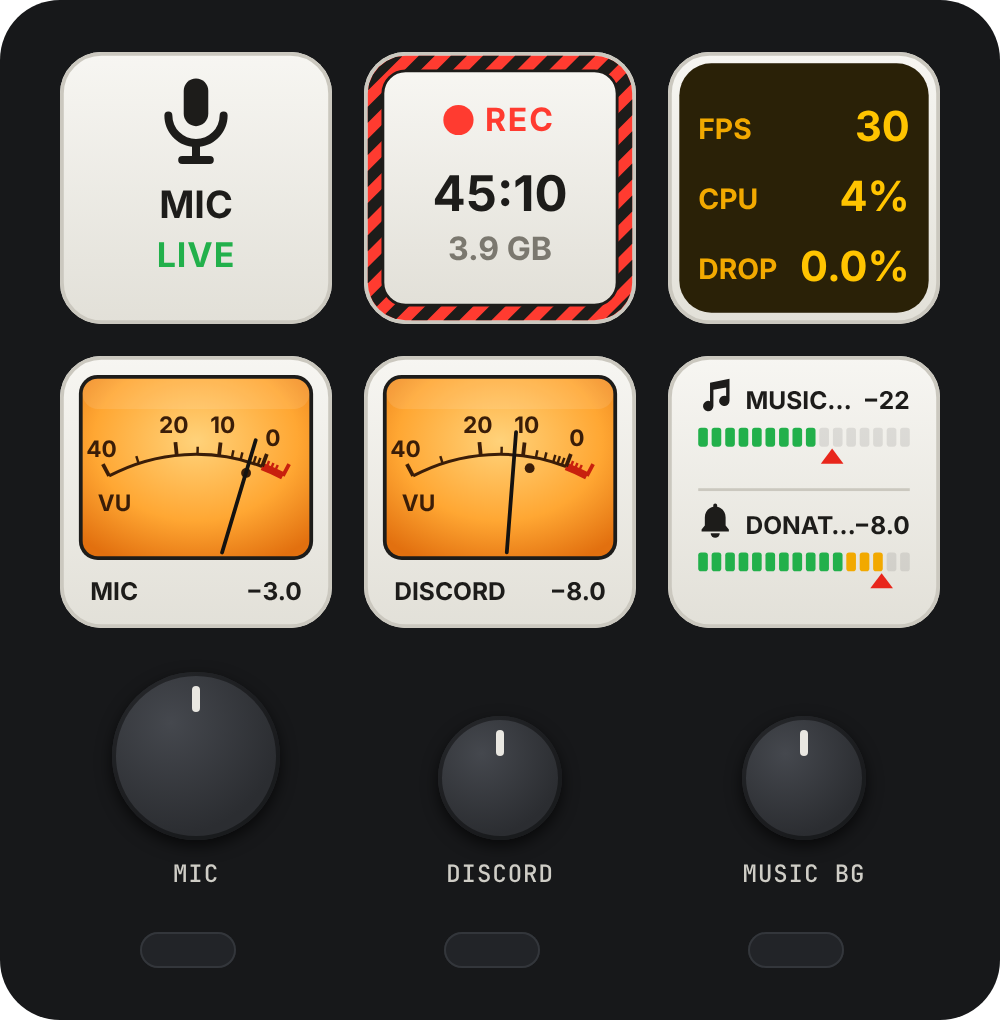 MIC
LIVE
REC
45:10
3.9 GB
FPS 30
CPU 4%
DROP 0.0%
40 20 10 0
VU
MIC −3.0
40 20 10 0
VU
DISCORD −8.0
MUSIC... −22
DONAT...−8.0
MIC
DISCORD
MUSIC BG